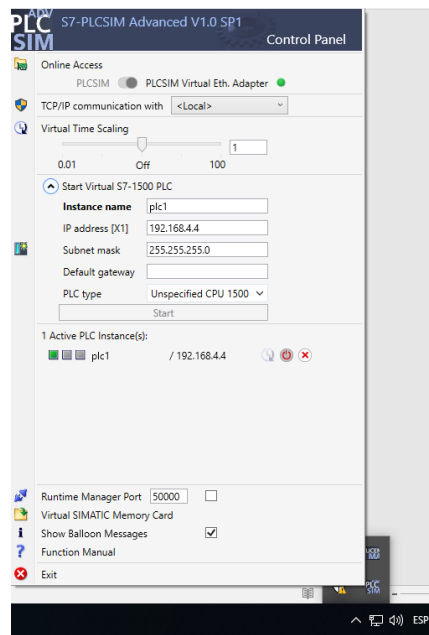 ADV
PLC
SIM
S7-PLCSIM Advanced V1.0 SP1
Control Panel
Online Access
PLCSIM PLCSIM Virtual Eth. Adapter
TCP/IP communication with <Local>
Virtual Time Scaling
1
0.01 Off 100
Start Virtual S7-1500 PLC
Instance name plc1
IP address [X1] 192.168.4.4
Subnet mask 255.255.255.0
Default gateway
PLC type Unspecified CPU 1500
Start
1 Active PLC Instance(s):
plc1 / 192.168.4.4
Runtime Manager Port 50000
Virtual SIMATIC Memory Card
Show Balloon Messages
i
Function Manual
?
Exit
PLC
SIM
ESP